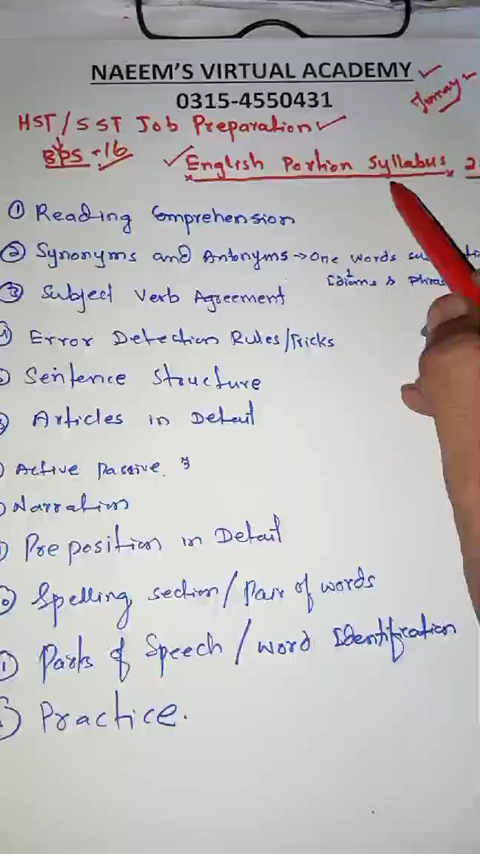 NAEEM'S VIRTUAL ACADEMY
0315-4550431
HST/SST Job Preparation
BPS-16
English Portion Syllabus 2
① Reading Comprehension
② Synonyms and Antonyms → One words
Idioms & Phras
③ Subject Verb Agreement
Error Detection Rules/Tricks
Sentence Structure
Articles in Detail
Active Passive
Narration
Preposition in Detail
Spelling section/Pair of words
Parts of Speech/word Identification
Practice.